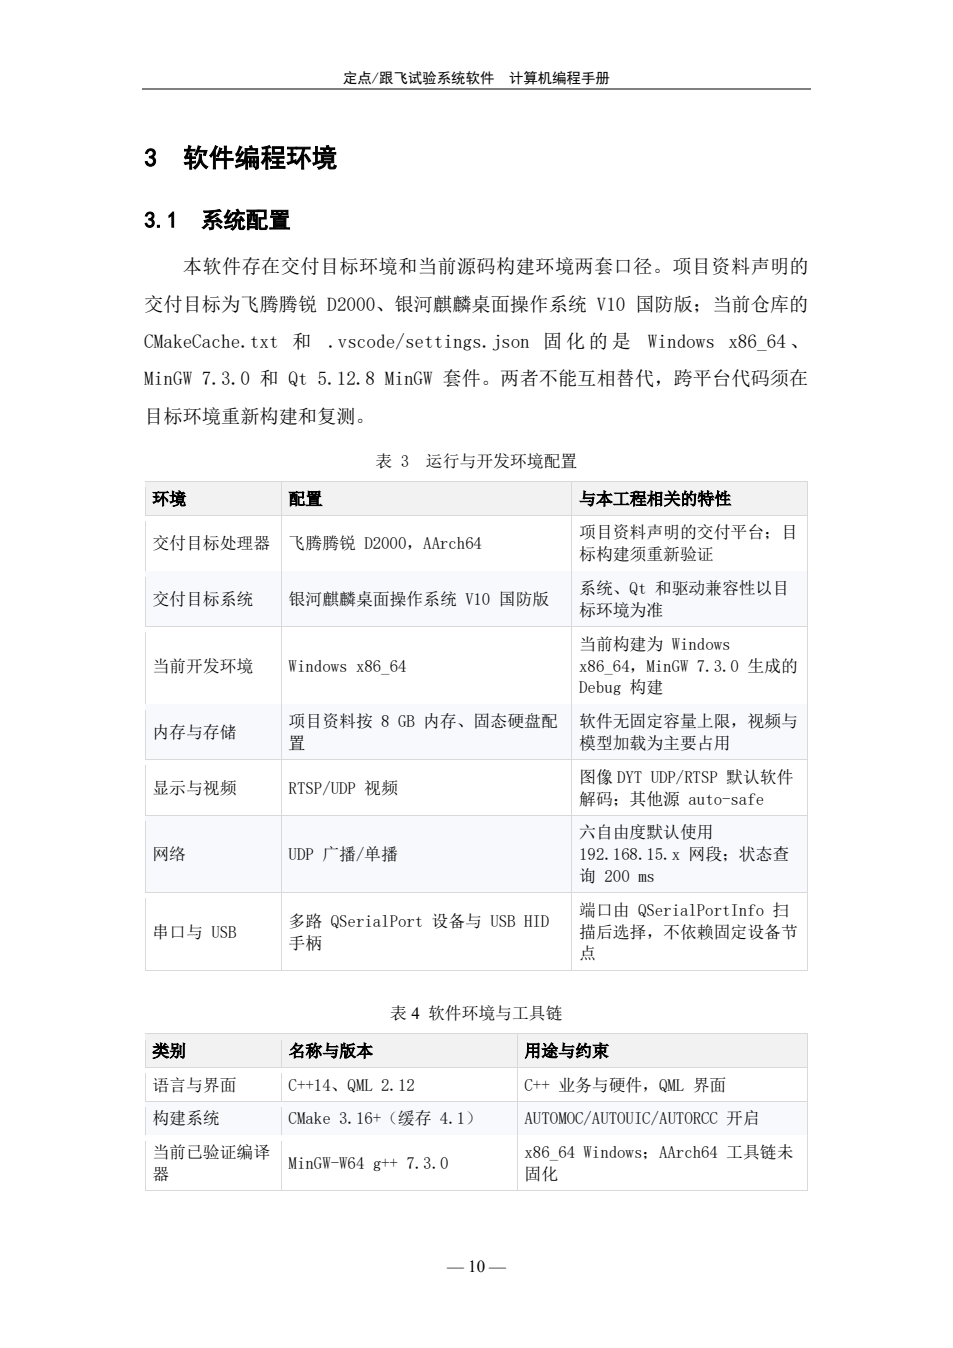 定点/跟飞试验系统软件　计算机编程手册
3　软件编程环境
3.1　系统配置
本软件存在交付目标环境和当前源码构建环境两套口径。项目资料声明的
交付目标为飞腾腾锐 D2000、银河麒麟桌面操作系统 V10 国防版；当前仓库的
CMakeCache.txt 和 .vscode/settings.json 固化的是 Windows x86_64、
MinGW 7.3.0 和 Qt 5.12.8 MinGW 套件。两者不能互相替代，跨平台代码须在
目标环境重新构建和复测。
表 3　运行与开发环境配置
环境 配置 与本工程相关的特性
交付目标处理器 飞腾腾锐 D2000，AArch64 项目资料声明的交付平台；目
标构建须重新验证
交付目标系统 银河麒麟桌面操作系统 V10 国防版 系统、Qt 和驱动兼容性以目
标环境为准
当前开发环境 Windows x86_64 当前构建为 Windows
x86_64，MinGW 7.3.0 生成的
Debug 构建
内存与存储 项目资料按 8 GB 内存、固态硬盘配
置 软件无固定容量上限，视频与
模型加载为主要占用
显示与视频 RTSP/UDP 视频 图像 DYT UDP/RTSP 默认软件
解码；其他源 auto-safe
网络 UDP 广播/单播 六自由度默认使用
192.168.15.x 网段；状态查
询 200 ms
串口与 USB 多路 QSerialPort 设备与 USB HID
手柄 端口由 QSerialPortInfo 扫
描后选择，不依赖固定设备节
点
表 4 软件环境与工具链
类别 名称与版本 用途与约束
语言与界面 C++14、QML 2.12 C++ 业务与硬件，QML 界面
构建系统 CMake 3.16+（缓存 4.1） AUTOMOC/AUTOUIC/AUTORCC 开启
当前已验证编译
器 MinGW-W64 g++ 7.3.0 x86_64 Windows；AArch64 工具链未
固化
— 10 —